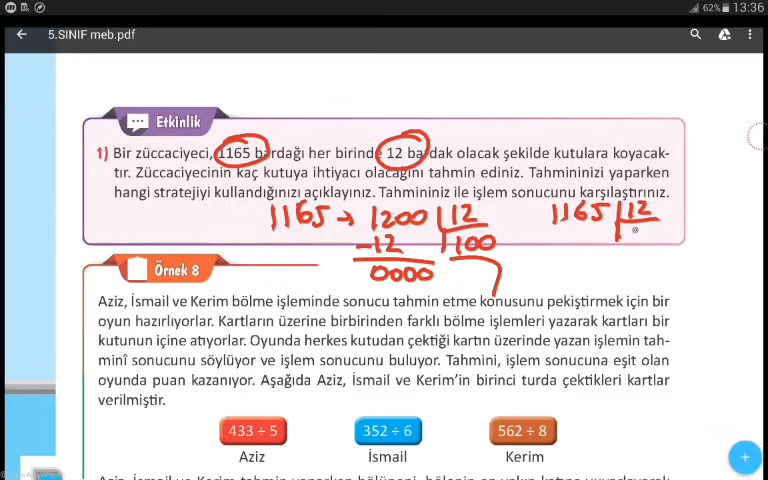 62% 13:36
5.SINIF meb.pdf
Etkinlik
1) Bir züccaciyeci, 1165 bardağı her birinde 12 bardak olacak şekilde kutulara koyacak-
tır. Züccaciyecinin kaç kutuya ihtiyacı olacağını tahmin ediniz. Tahmininizi yaparken
hangi stratejiyi kullandığınızı açıklayınız. Tahmininiz ile işlem sonucunu karşılaştırınız.
1165 → 1200 12 1165 12
-12 100
0000
Örnek 8
Aziz, İsmail ve Kerim bölme işleminde sonucu tahmin etme konusunu pekiştirmek için bir
oyun hazırlıyorlar. Kartların üzerine birbirinden farklı bölme işlemleri yazarak kartları bir
kutunun içine atıyorlar. Oyunda herkes kutudan çektiği kartın üzerinde yazan işlemin tah-
minî sonucunu söylüyor ve işlem sonucunu buluyor. Tahmini, işlem sonucuna eşit olan
oyunda puan kazanıyor. Aşağıda Aziz, İsmail ve Kerim'in birinci turda çektikleri kartlar
verilmiştir.
433 ÷ 5 352 ÷ 6 562 ÷ 8
Aziz İsmail Kerim